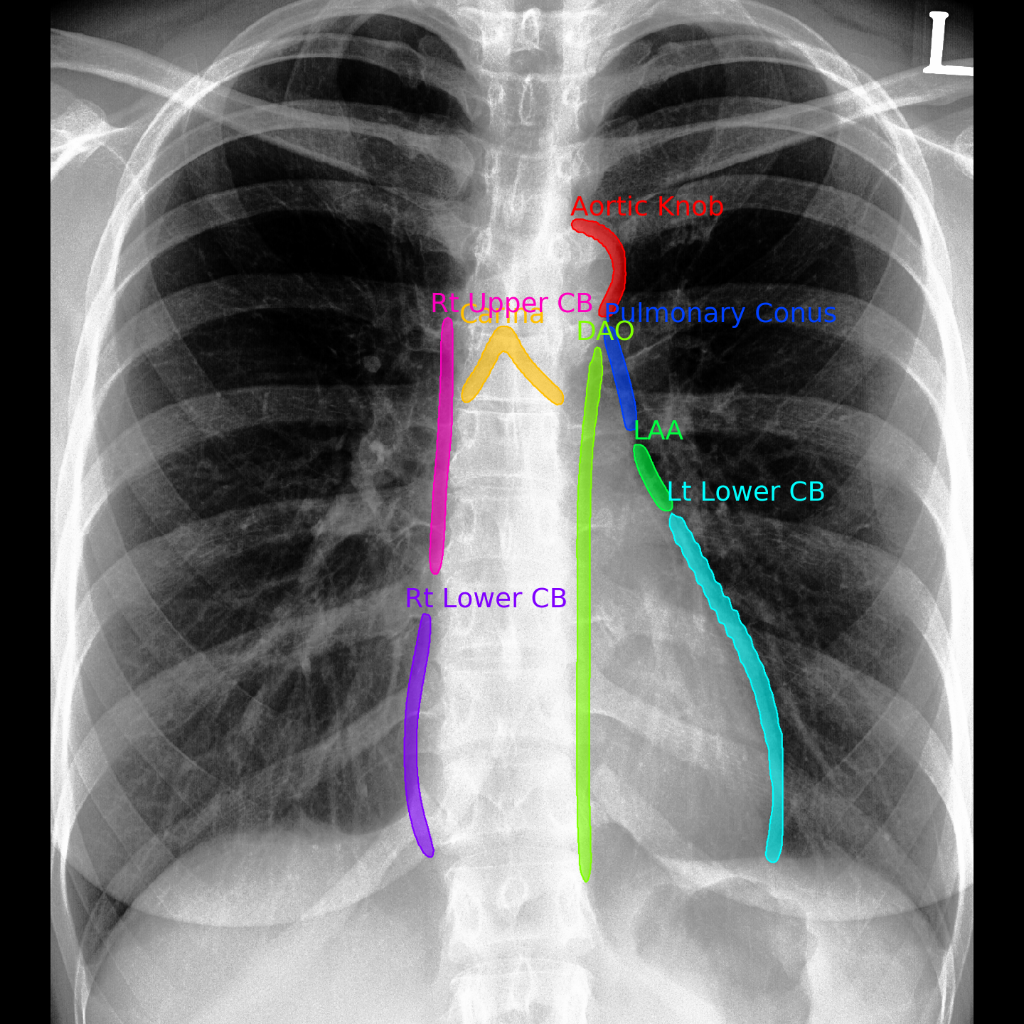 L
Aortic Knob
Rt Upper CB
Carina
Pulmonary Conus
DAO
LAA
Lt Lower CB
Rt Lower CB